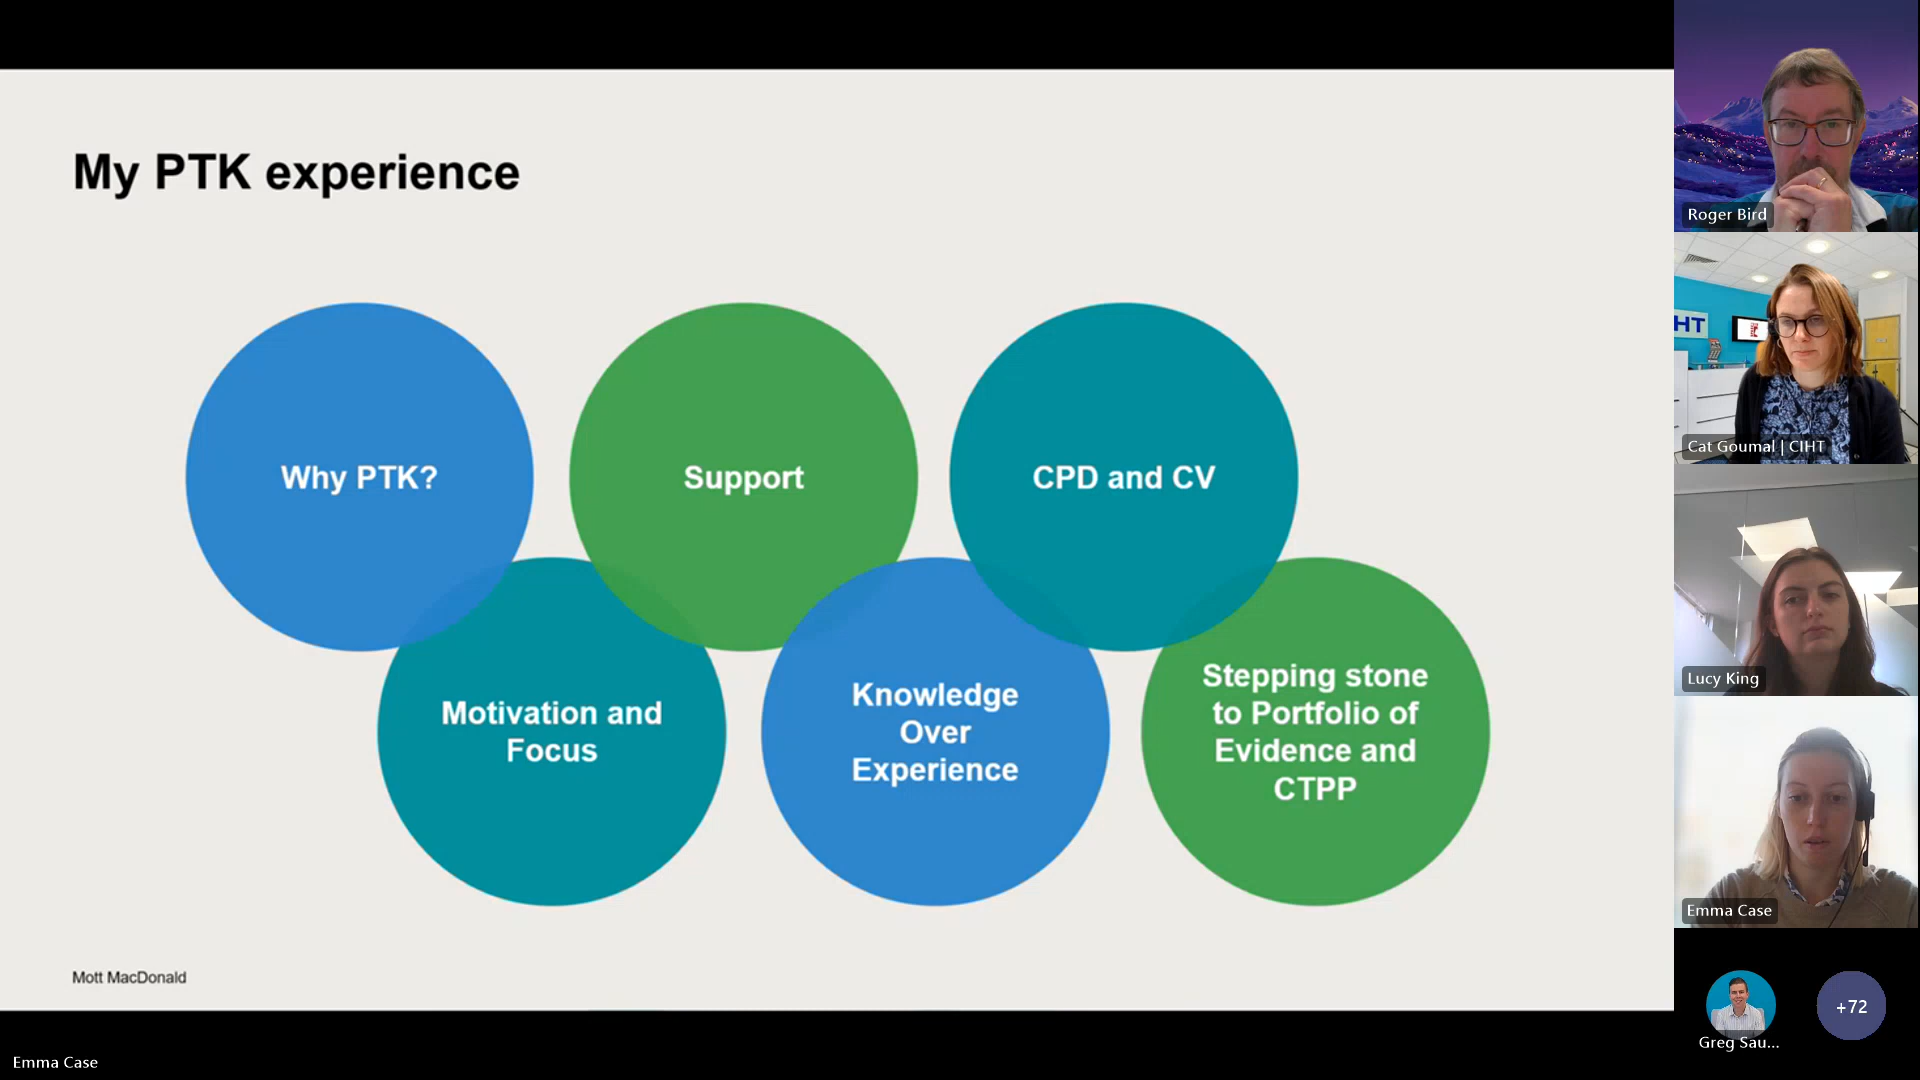 My PTK experience
Why PTK?
Support
CPD and CV
Motivation and
Focus
Knowledge
Over
Experience
Stepping stone
to Portfolio of
Evidence and
CTPP
Mott MacDonald
Emma Case
Roger Bird
HT
Cat Goumal | CIHT
Lucy King
Emma Case
Greg Sau...
+72